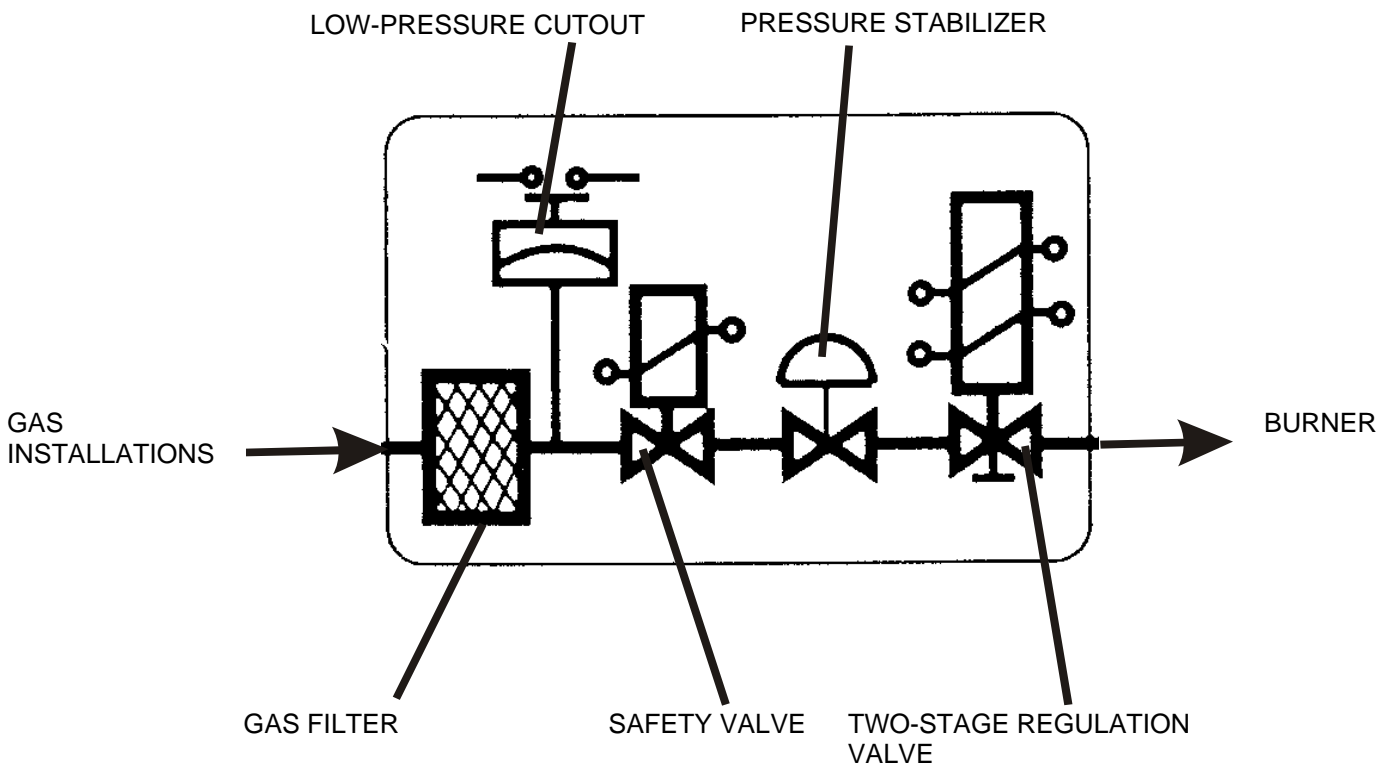 LOW-PRESSURE CUTOUT
PRESSURE STABILIZER
GAS
INSTALLATIONS
BURNER
GAS FILTER
SAFETY VALVE
TWO-STAGE REGULATION
VALVE